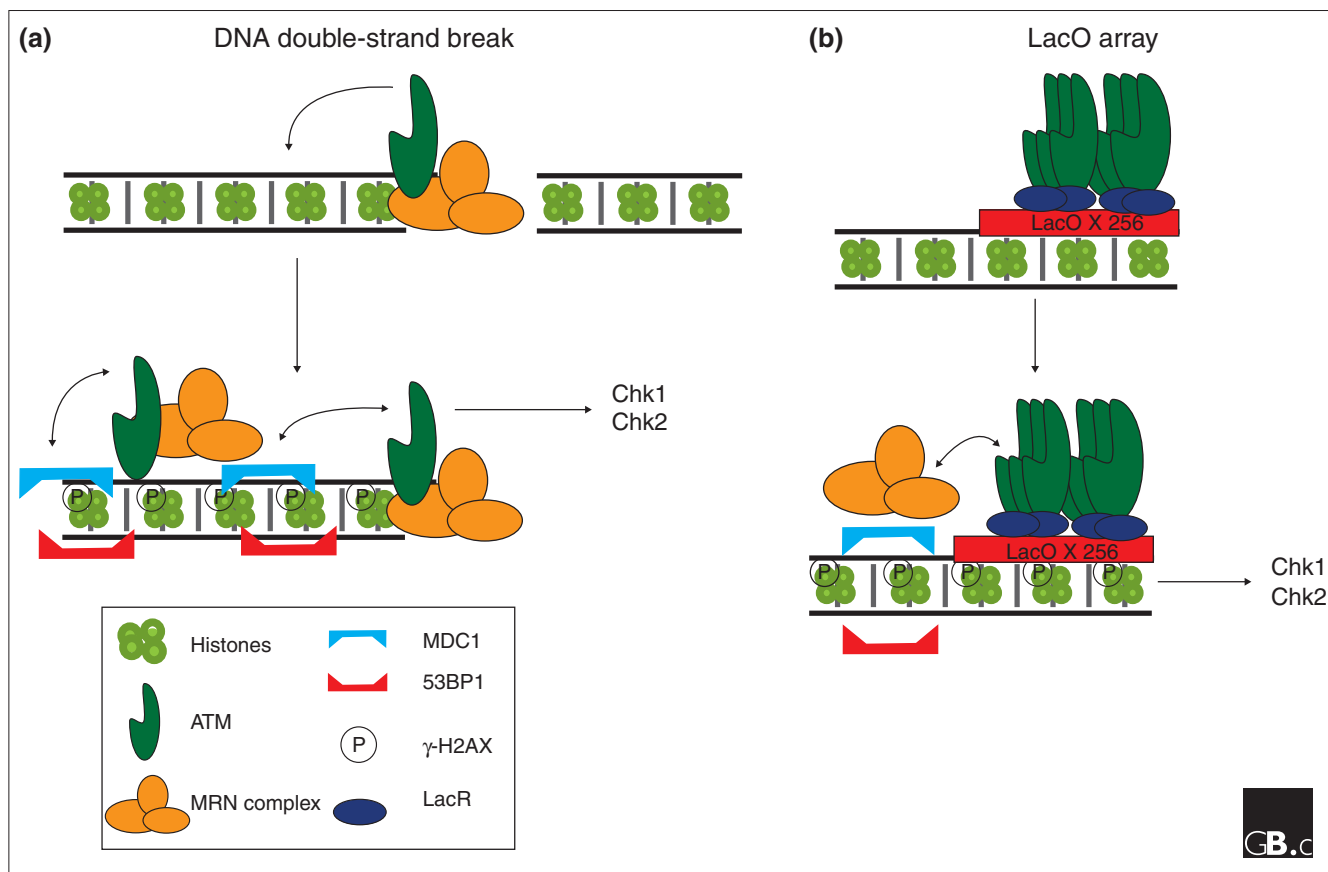 (a) DNA double-strand break
(b) LacO array
LacO X 256
Chk1
Chk2
P P P P P
LacO X 256
P P P P P
Chk1
Chk2
Histones
MDC1
53BP1
ATM
P γ-H2AX
MRN complex
LacR
GB.c